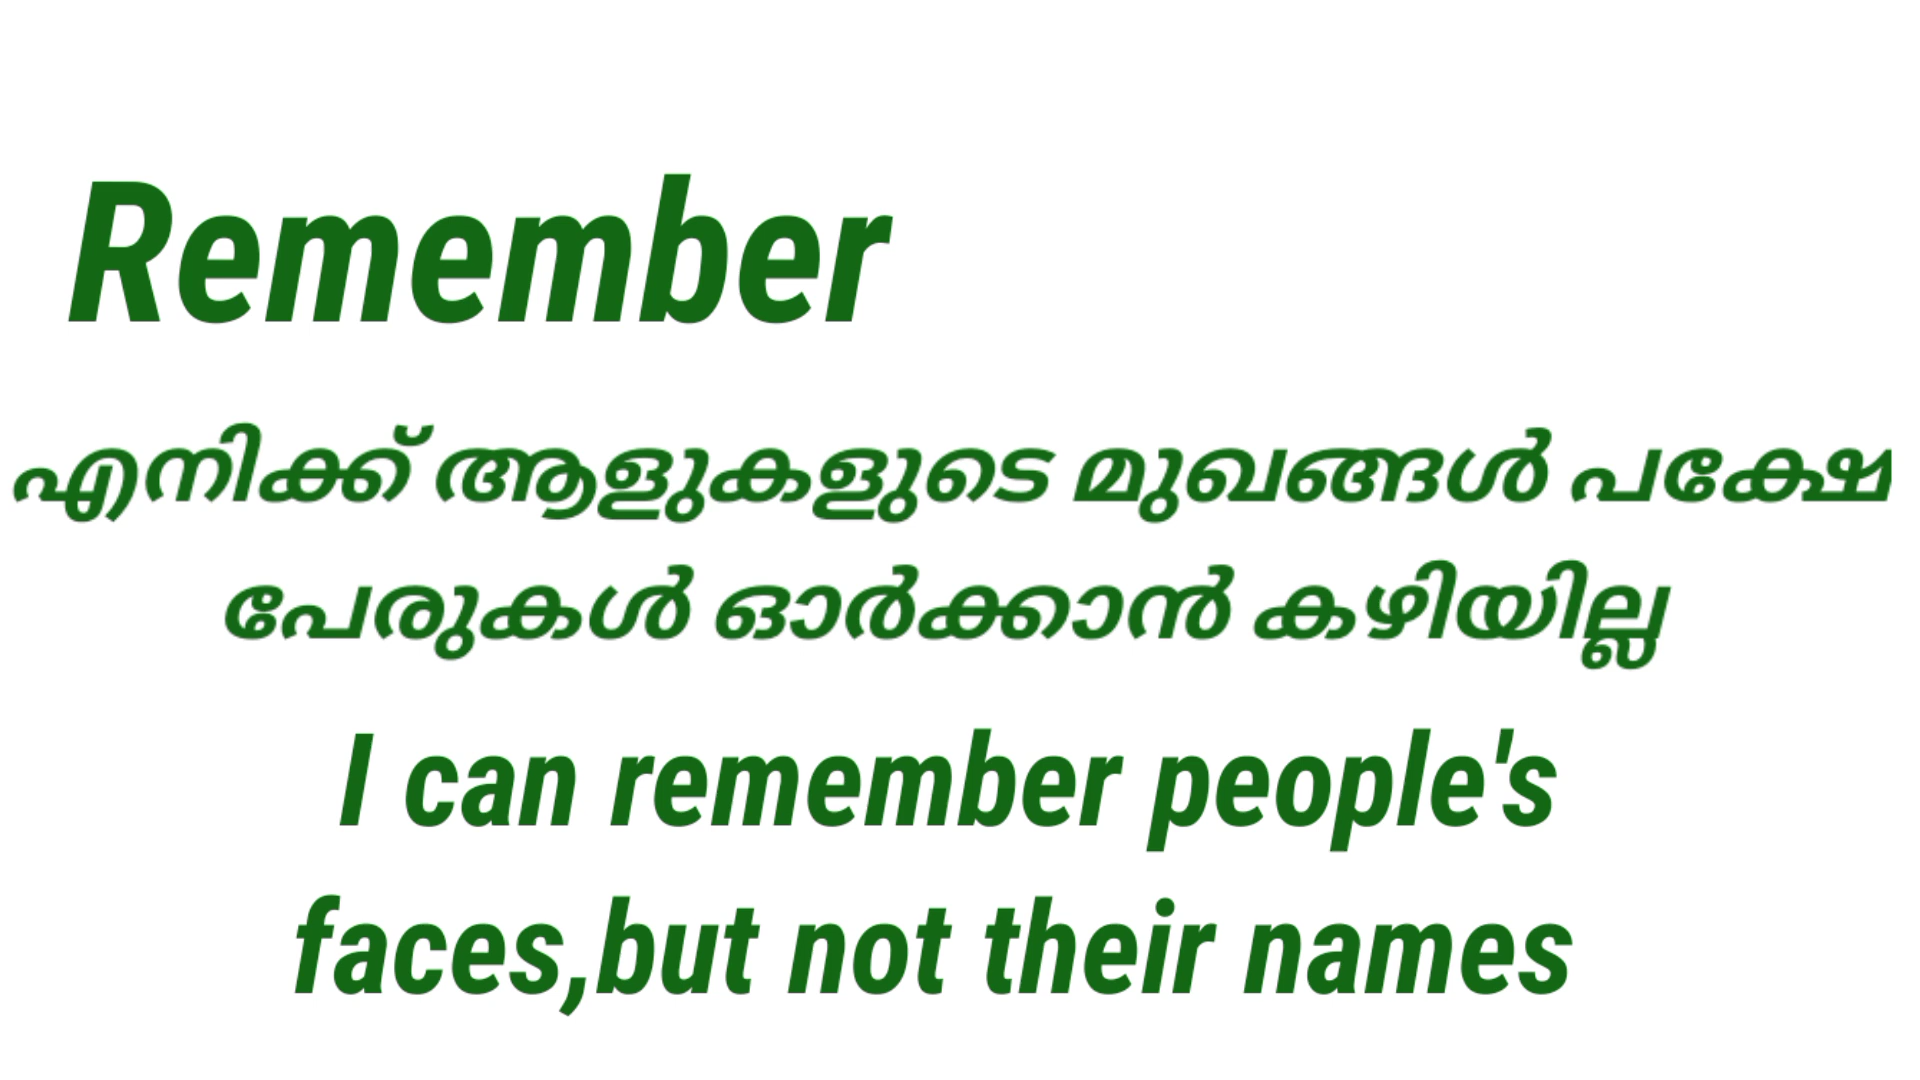 Remember
എനിക്ക് ആളുകളുടെ മുഖങ്ങൾ പക്ഷേ
പേരുകൾ ഓർക്കാൻ കഴിയില്ല
I can remember people's
faces,but not their names